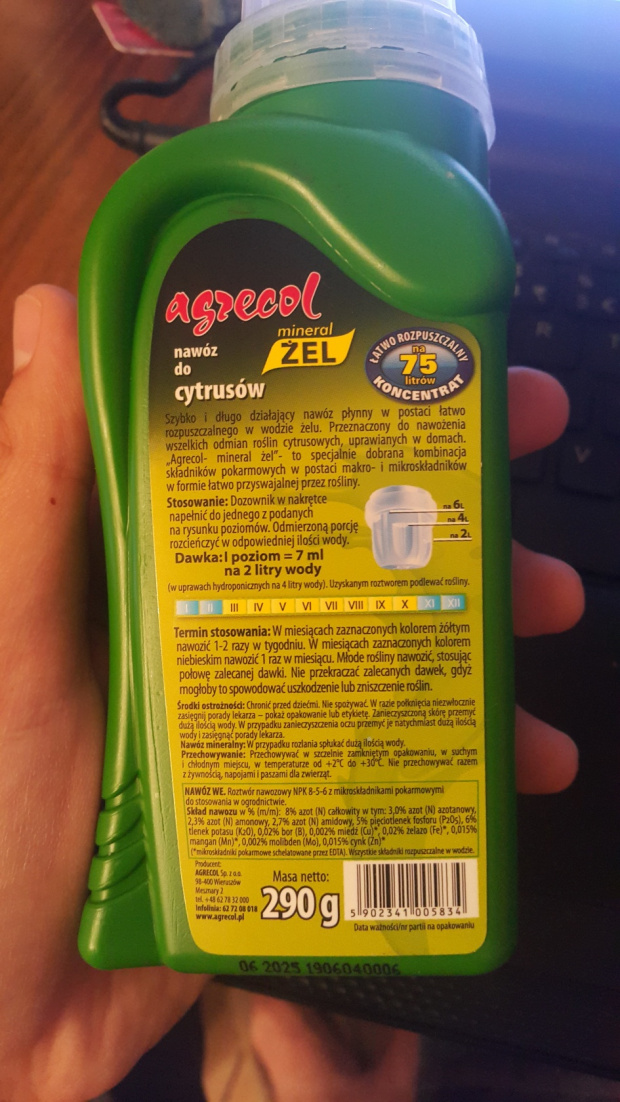 agrecol
mineral
ŻEL
nawóz
do
cytrusów
ŁATWO ROZPUSZCZALNY
na
75
litrów
KONCENTRAT
Szybko i długo działający nawóz płynny w postaci łatwo
rozpuszczalnego w wodzie żelu. Przeznaczony do nawożenia
wszelkich odmian roślin cytrusowych, uprawianych w domach.
„Agrecol- mineral żel"- to specjalnie dobrana kombinacja
składników pokarmowych w postaci makro- i mikroskładników
w formie łatwo przyswajalnej przez rośliny.
Stosowanie: Dozownik w nakrętce
napełnić do jednego z podanych
na rysunku poziomów. Odmierzoną porcję
rozcieńczyć w odpowiedniej ilości wody.
na 6L
na 4L
na 2L
Dawka: I poziom = 7 ml
na 2 litry wody
(w uprawach hydroponicznych na 4 litry wody). Uzyskanym roztworem podlewać rośliny.
I II III IV V VI VII VIII IX X XI XII
Termin stosowania: W miesiącach zaznaczonych kolorem żółtym
nawozić 1-2 razy w tygodniu. W miesiącach zaznaczonych kolorem
niebieskim nawozić 1 raz w miesiącu. Młode rośliny nawozić, stosując
połowę zalecanej dawki. Nie przekraczać zalecanych dawek, gdyż
mogłoby to spowodować uszkodzenie lub zniszczenie roślin.
Środki ostrożności: Chronić przed dziećmi. Nie spożywać. W razie połknięcia niezwłocznie
zasięgnij porady lekarza – pokaż opakowanie lub etykietę. Zanieczyszczoną skórę przemyć
dużą ilością wody. W przypadku zanieczyszczenia oczu przemyć je natychmiast dużą ilością
wody i zasięgnąć porady lekarza.
Nawóz mineralny: W przypadku rozlania spłukać dużą ilością wody.
Przechowywanie: Przechowywać w szczelnie zamkniętym opakowaniu, w suchym
i chłodnym miejscu, w temperaturze od +2°C do +30°C. Nie przechowywać razem
z żywnością, napojami i paszami dla zwierząt.
NAWÓZ WE. Roztwór nawozowy NPK 8-5-6 z mikroskładnikami pokarmowymi
do stosowania w ogrodnictwie.
Skład nawozu w % (m/m): 8% azot (N) całkowity w tym: 3,0% azot (N) azotanowy,
2,3% azot (N) amonowy, 2,7% azot (N) amidowy, 5% pięciotlenek fosforu (P2O5), 6%
tlenek potasu (K2O), 0,02% bor (B), 0,002% miedź (Cu)*, 0,02% żelazo (Fe)*, 0,015%
mangan (Mn)*, 0,002% molibden (Mo), 0,015% cynk (Zn)*
(*mikroskładniki pokarmowe schelatowane przez EDTA). Wszystkie składniki rozpuszczalne w wodzie.
Producent:
AGRECOL Sp. z o.o.
98-400 Wieruszów
Mesznary 2
tel. +48 62 78 32 000
Infolinia: 62 72 08 018
www.agrecol.pl
Masa netto:
290 g
5 902341 005834
Data ważności/nr partii na opakowaniu
06 2025 1906040006